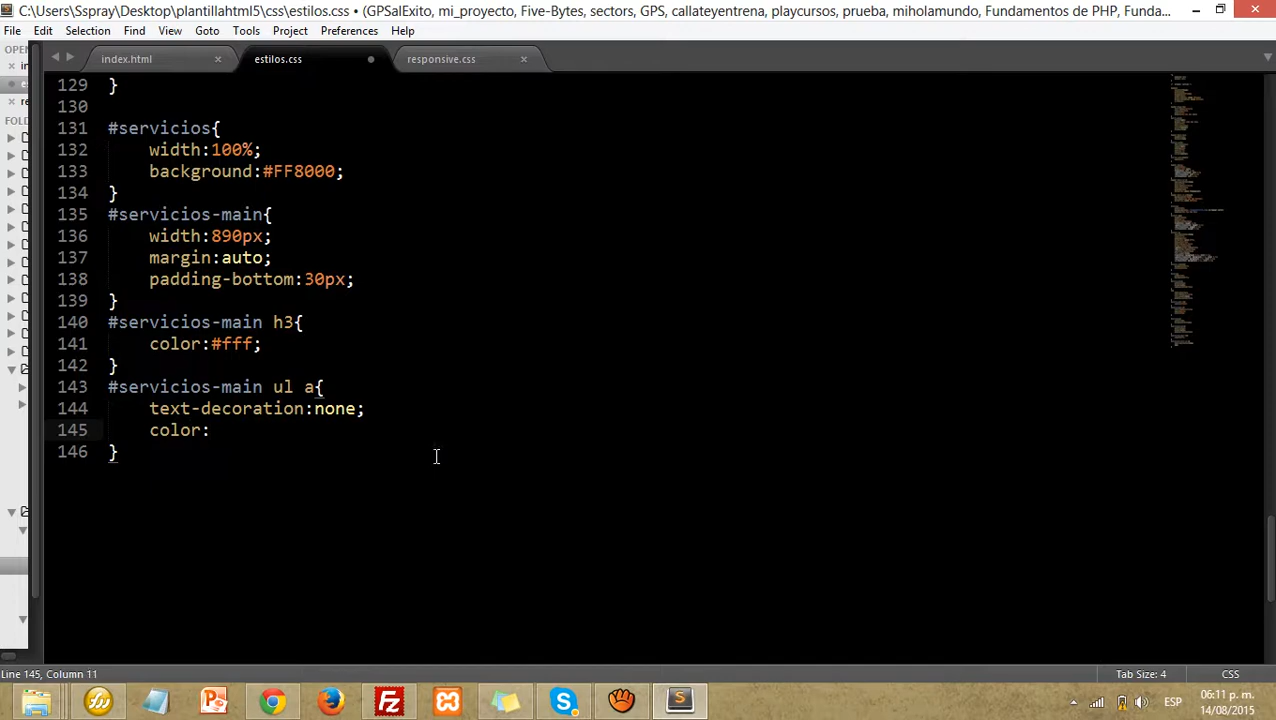 C:\Users\Sspray\Desktop\plantillahtml5\css\estilos.css • (GPSalExito, mi_proyecto, Five-Bytes, sectors, GPS, callatayentrena, playcursos, prueba, miholamundo, Fundamentos de PHP, Funda...
File Edit Selection Find View Goto Tools Project Preferences Help
index.html × estilos.css • responsive.css ×
129 }
130
131 #servicios{
132 width:100%;
133 background:#FF8000;
134 }
135 #servicios-main{
136 width:890px;
137 margin:auto;
138 padding-bottom:30px;
139 }
140 #servicios-main h3{
141 color:#fff;
142 }
143 #servicios-main ul a{
144 text-decoration:none;
145 color:
146 }
Line 145, Column 11 Tab Size: 4 CSS
ESP
06:11 p. m.
14/08/2015